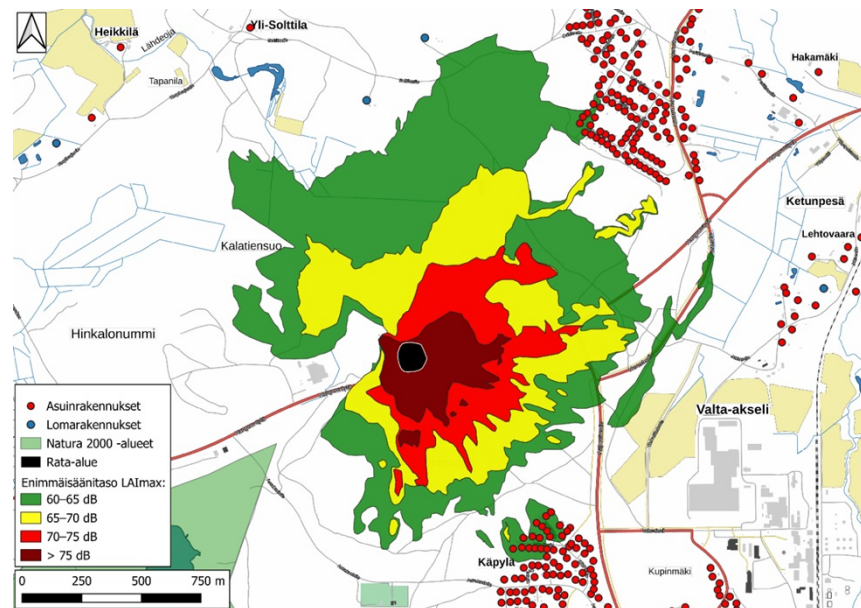 Heikkilä
Yli-Solttila
Lähdeoja
Tapanila
Hakamäki
Ketunpesä
Lehtovaara
Kalatiensuo
Hinkalonummi
Valta-akseli
Käpylä
Kupinmäki
Asuinrakennukset
Lomarakennukset
Natura 2000 -alueet
Rata-alue
Enimmäisäänitaso LAImax:
60–65 dB
65–70 dB
70–75 dB
> 75 dB
0 250 500 750 m